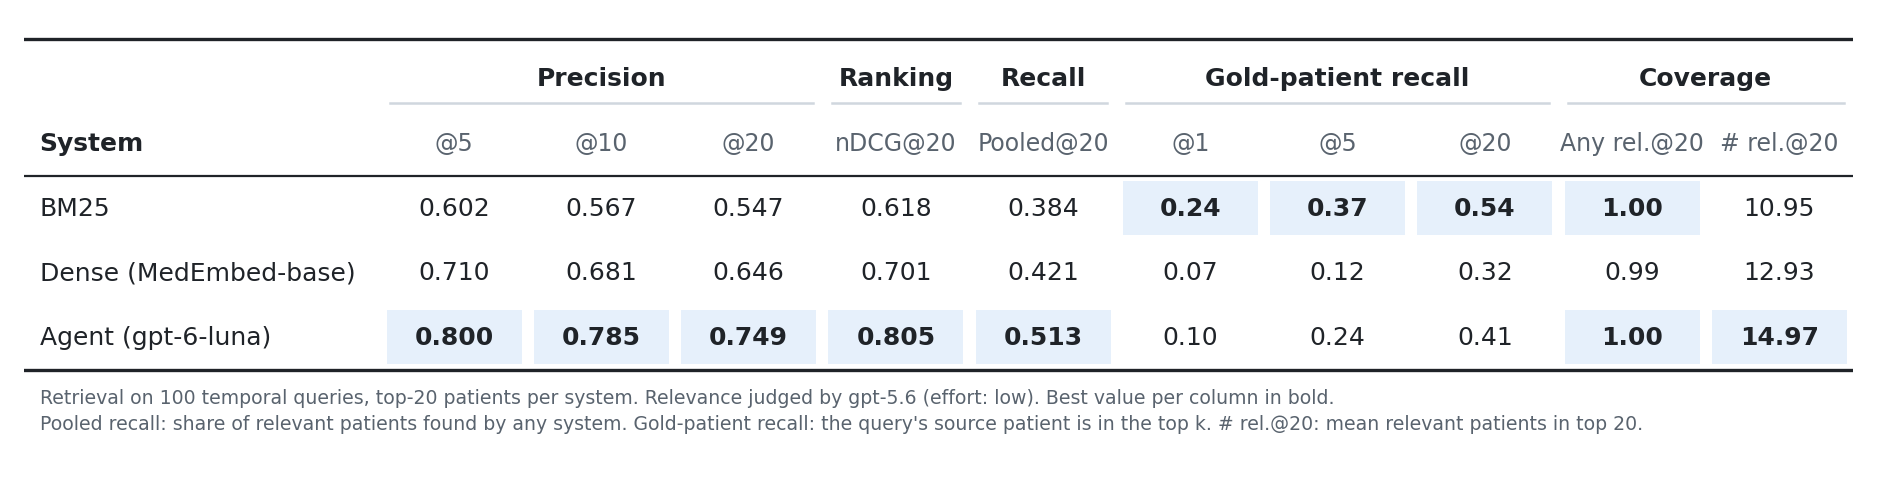 Precision Ranking Recall Gold-patient recall Coverage
System @5 @10 @20 nDCG@20 Pooled@20 @1 @5 @20 Any rel.@20 # rel.@20
BM25 0.602 0.567 0.547 0.618 0.384 0.24 0.37 0.54 1.00 10.95
Dense (MedEmbed-base) 0.710 0.681 0.646 0.701 0.421 0.07 0.12 0.32 0.99 12.93
Agent (gpt-6-luna) 0.800 0.785 0.749 0.805 0.513 0.10 0.24 0.41 1.00 14.97
Retrieval on 100 temporal queries, top-20 patients per system. Relevance judged by gpt-5.6 (effort: low). Best value per column in bold.
Pooled recall: share of relevant patients found by any system. Gold-patient recall: the query's source patient is in the top k. # rel.@20: mean relevant patients in top 20.